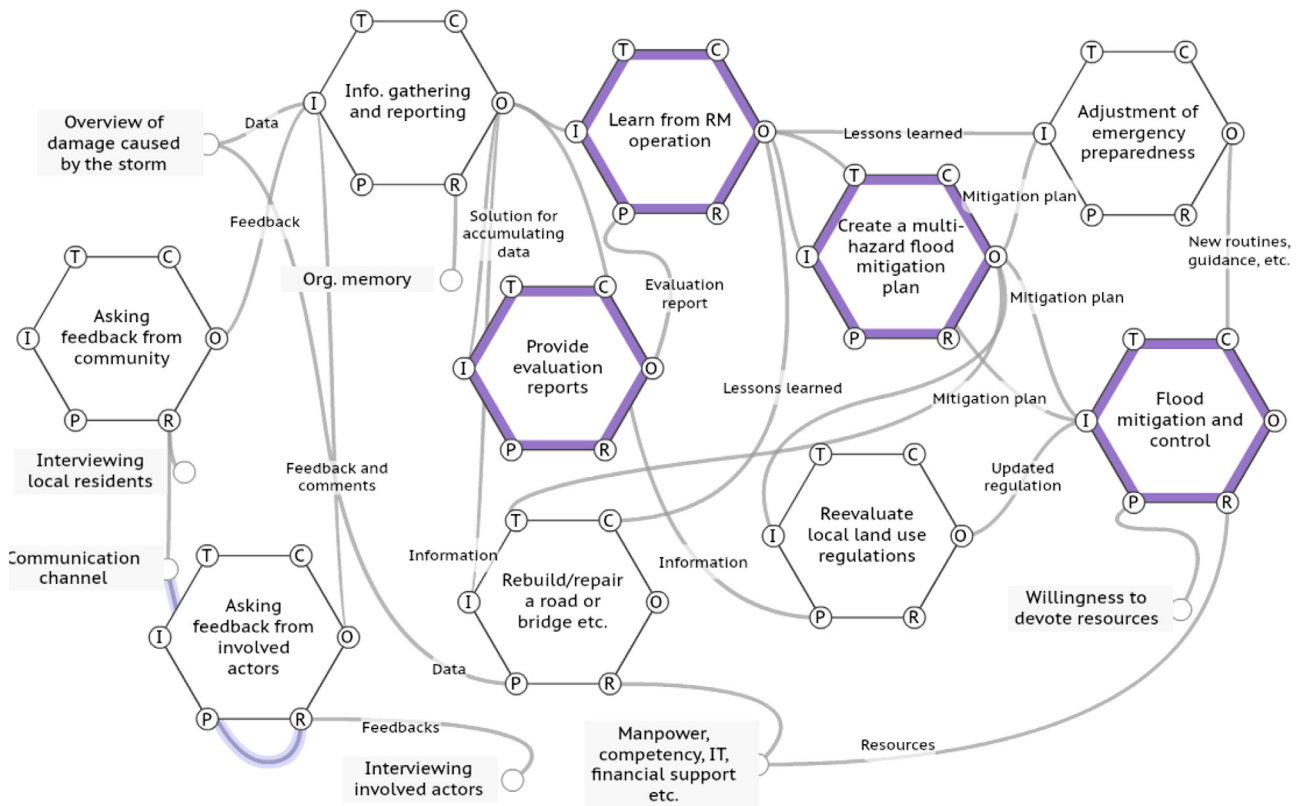 T C
I Info. gathering and reporting O
P R
T C
I Learn from RM operation O
P R
T C
I Adjustment of emergency preparedness O
P R
Overview of
damage caused
by the storm
Data
Lessons learned
T C
I Create a multi-
hazard flood
mitigation
plan O
P R
Mitigation plan
Feedback
Solution for
accumulating
data
Org. memory
Evaluation
report
New routines,
guidance, etc.
Mitigation plan
T C
I Asking
feedback from
community O
P R
T C
I Provide
evaluation
reports O
P R
Lessons learned
Mitigation plan
T C
I Flood
mitigation and
control O
P R
Interviewing
local residents
Feedback and
comments
Updated
regulation
T C
I Reevaluate
local land use
regulations O
P R
Communication
channel
Information
Information
T C
I Rebuild/repair
a road or
bridge etc. O
P R
Willingness to
devote resources
T C
I Asking
feedback from
involved
actors O
P R
Data
Feedbacks
Interviewing
involved actors
Manpower,
competency, IT,
financial support
etc.
Resources